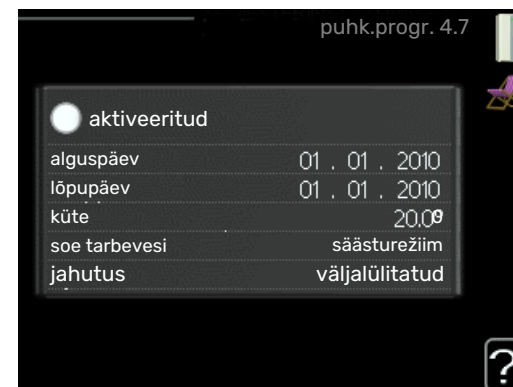 puhk.progr. 4.7
aktiveeritud
alguspäev 01 . 01 . 2010
lõpupäev 01 . 01 . 2010
küte 20.0°
soe tarbevesi säästurežiim
jahutus väljalülitatud
?